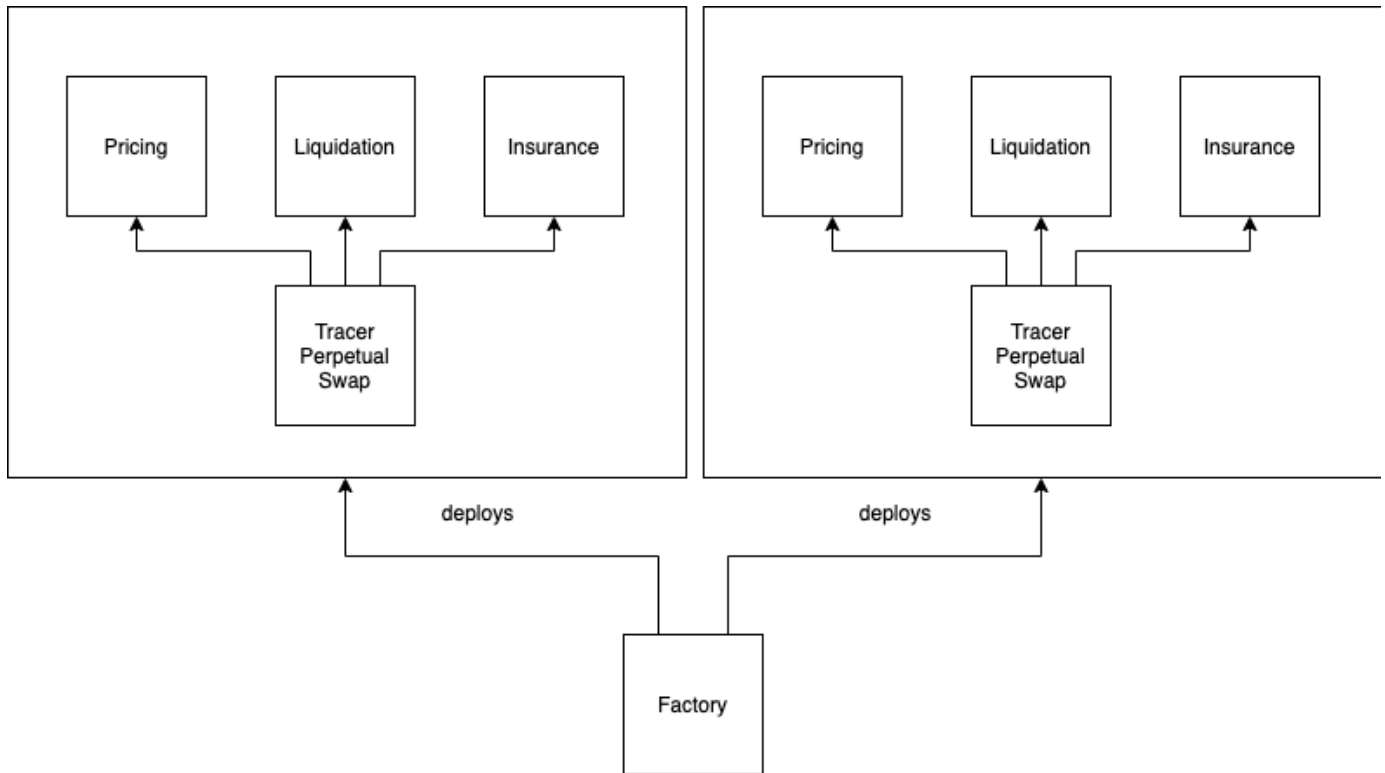 Pricing
Liquidation
Insurance
Tracer
Perpetual
Swap
Pricing
Liquidation
Insurance
Tracer
Perpetual
Swap
deploys
deploys
Factory